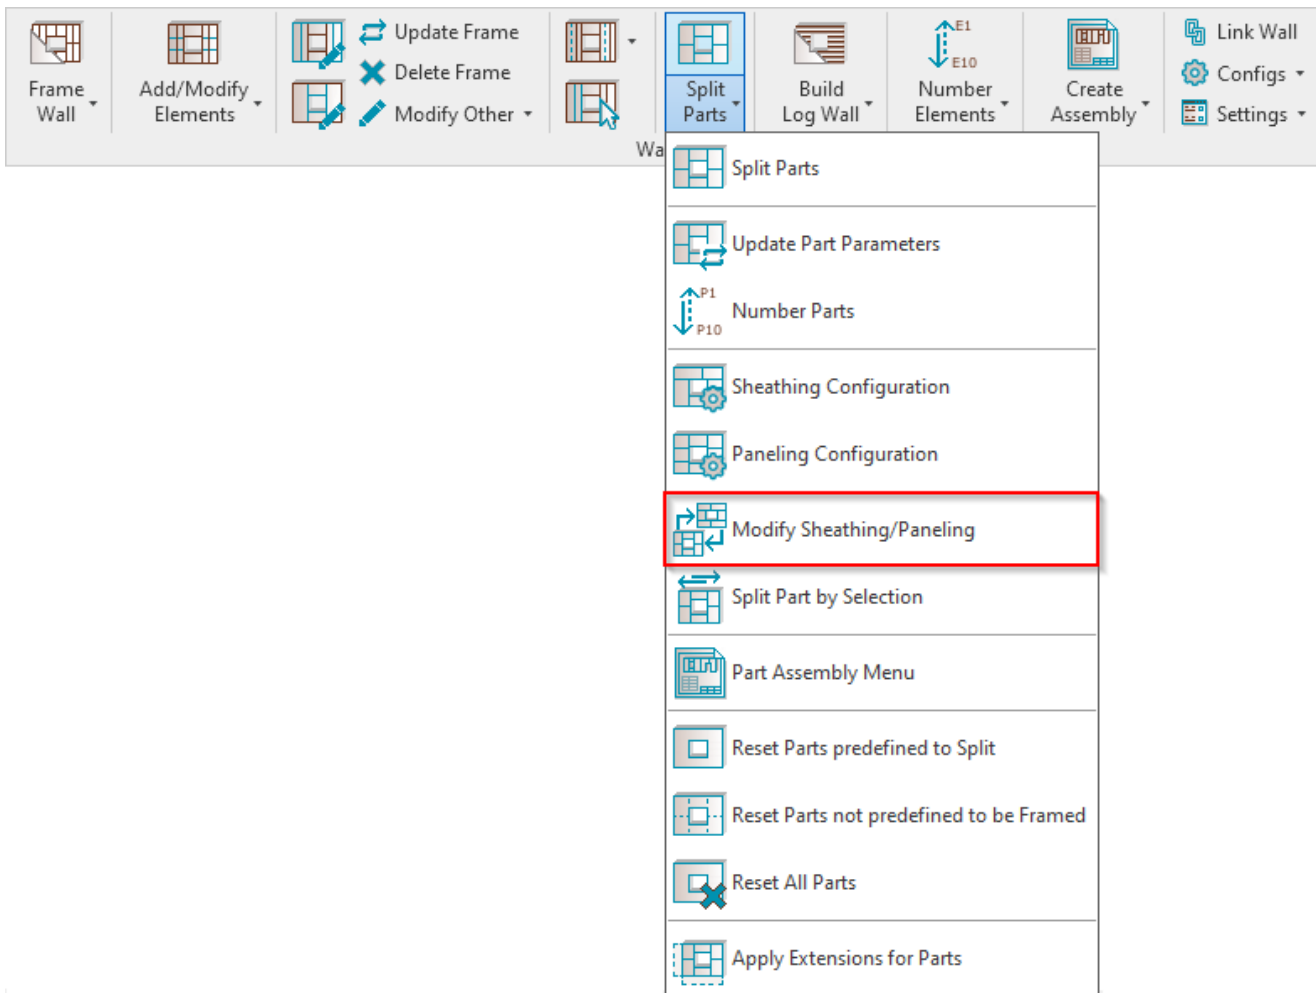 Frame Wall
Add/Modify Elements
Update Frame
Delete Frame
Modify Other
Split Parts
Build Log Wall
E1
E10
Number Elements
Create Assembly
Link Wall
Configs
Settings
Wa
Split Parts
Update Part Parameters
P1
P10
Number Parts
Sheathing Configuration
Paneling Configuration
Modify Sheathing/Paneling
Split Part by Selection
Part Assembly Menu
Reset Parts predefined to Split
Reset Parts not predefined to be Framed
Reset All Parts
Apply Extensions for Parts